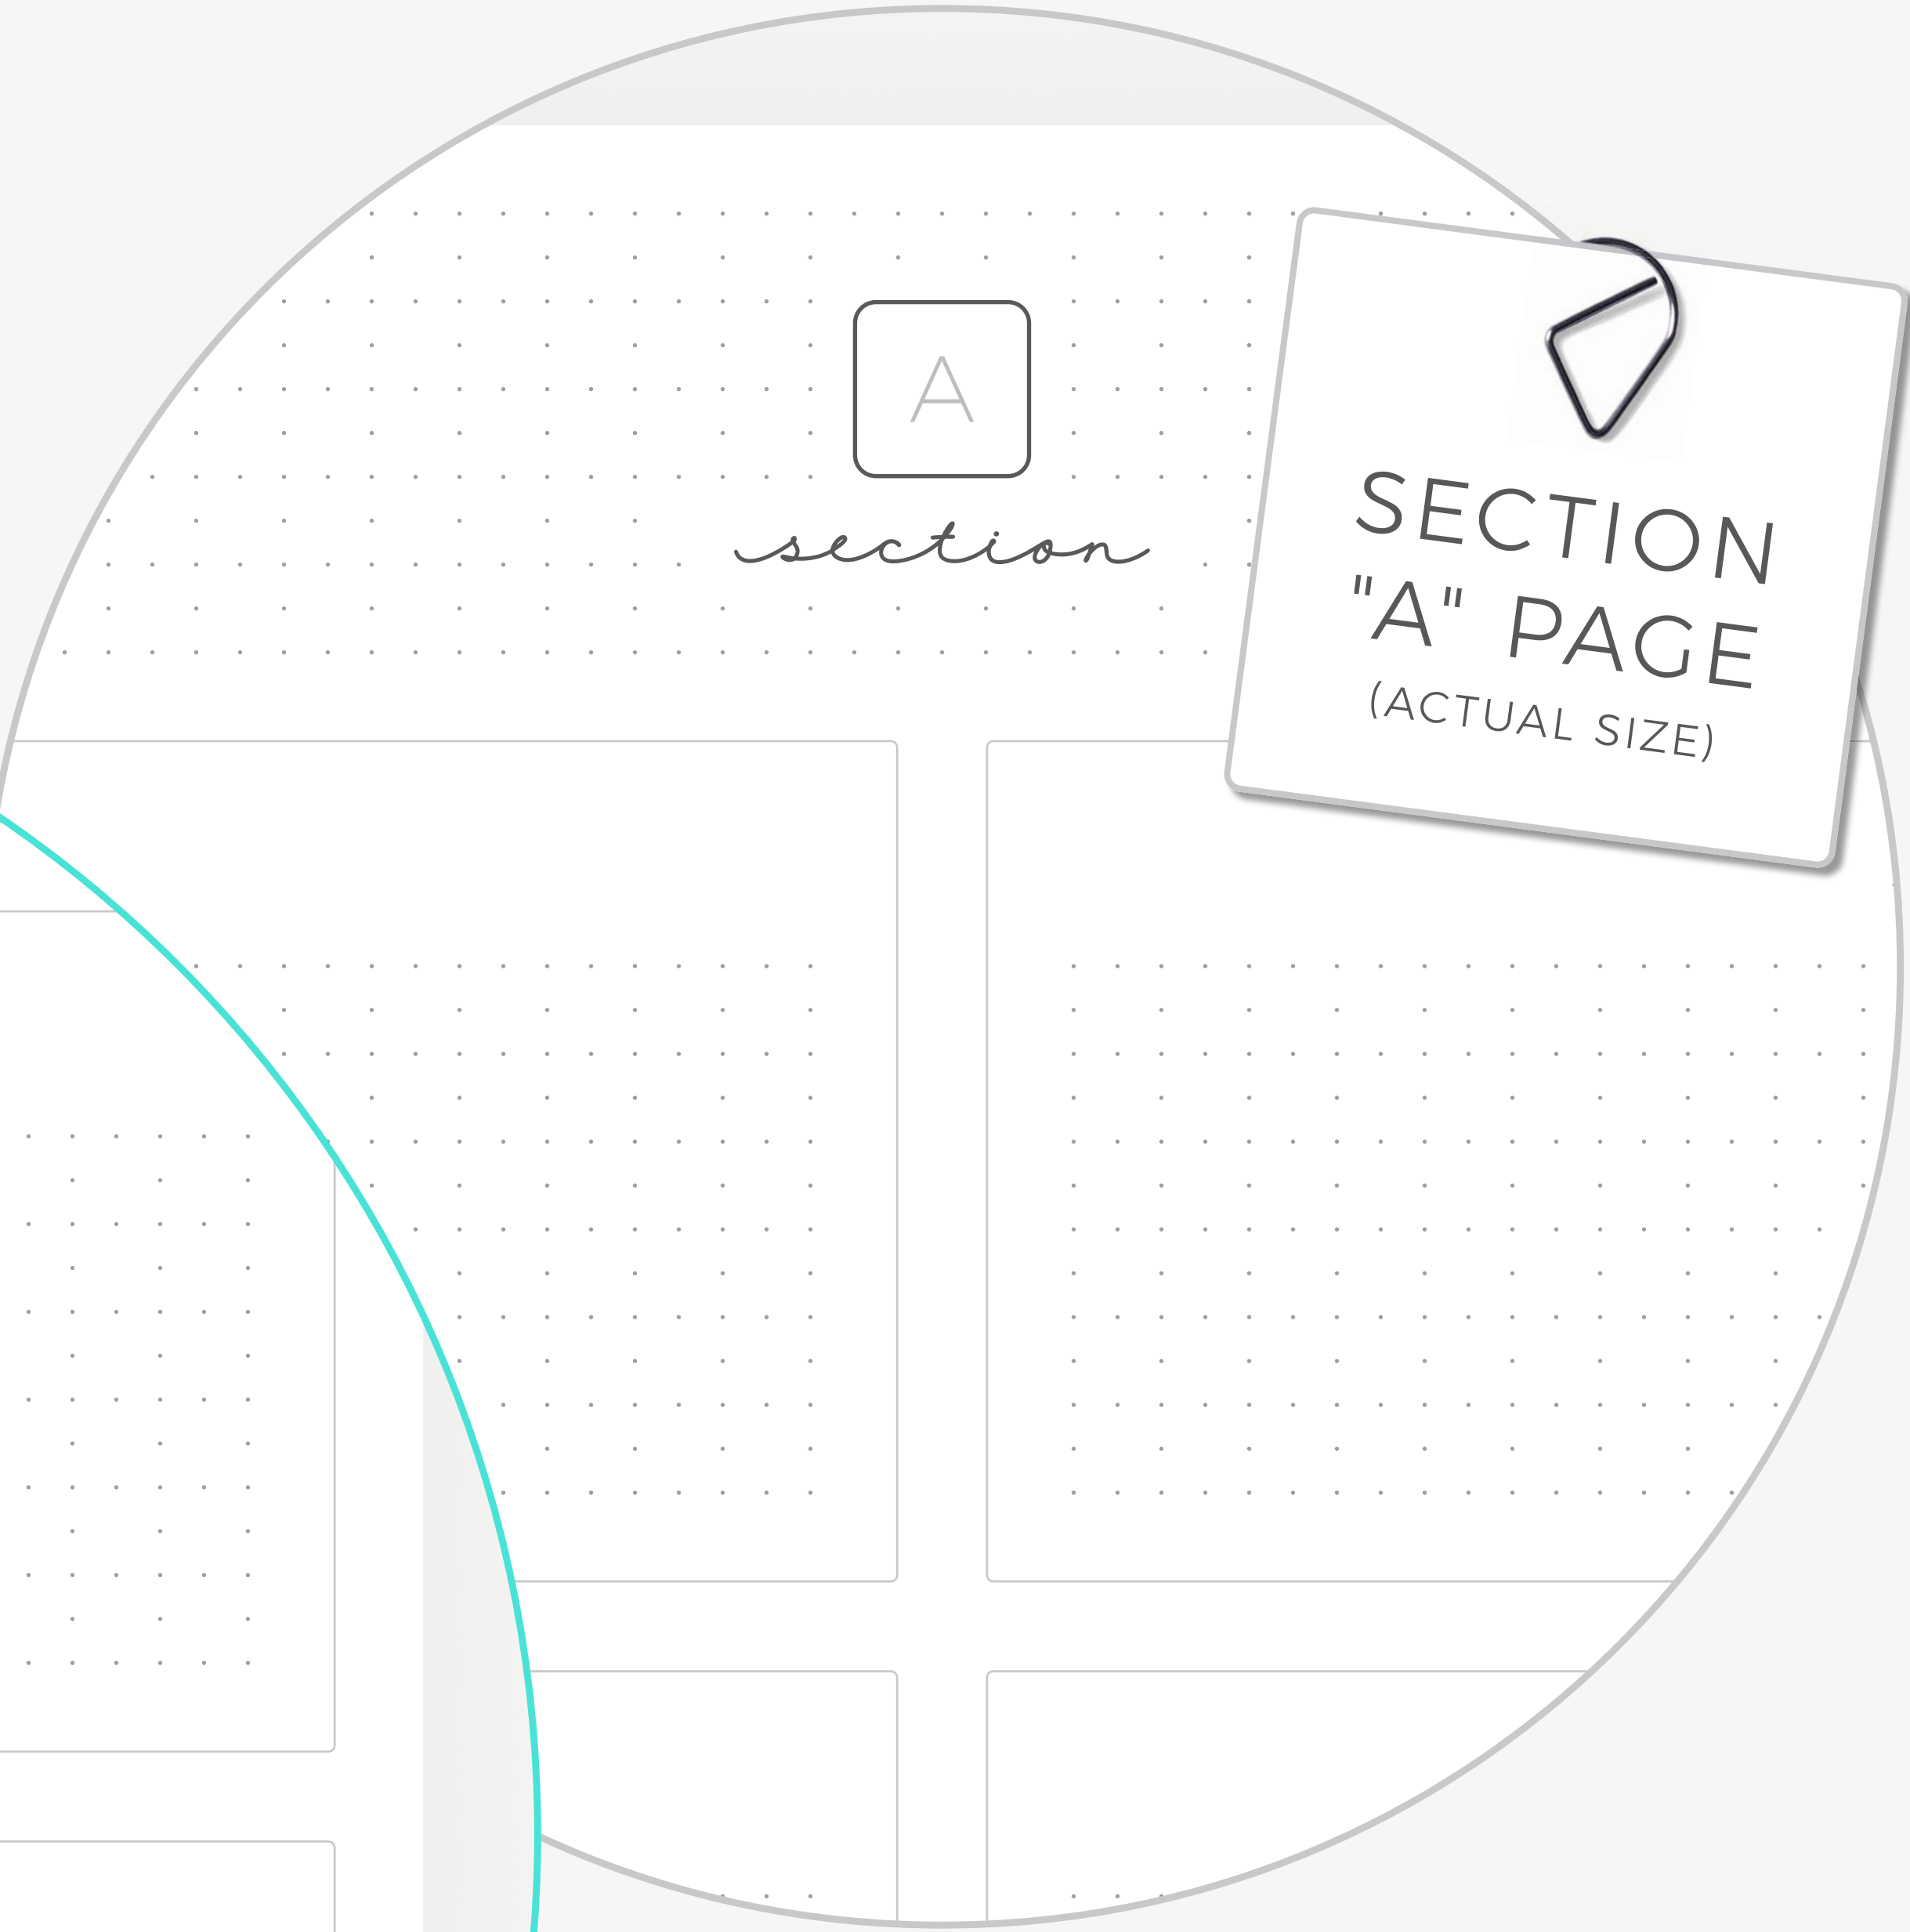 A
section
SECTION
"A" PAGE
(ACTUAL SIZE)